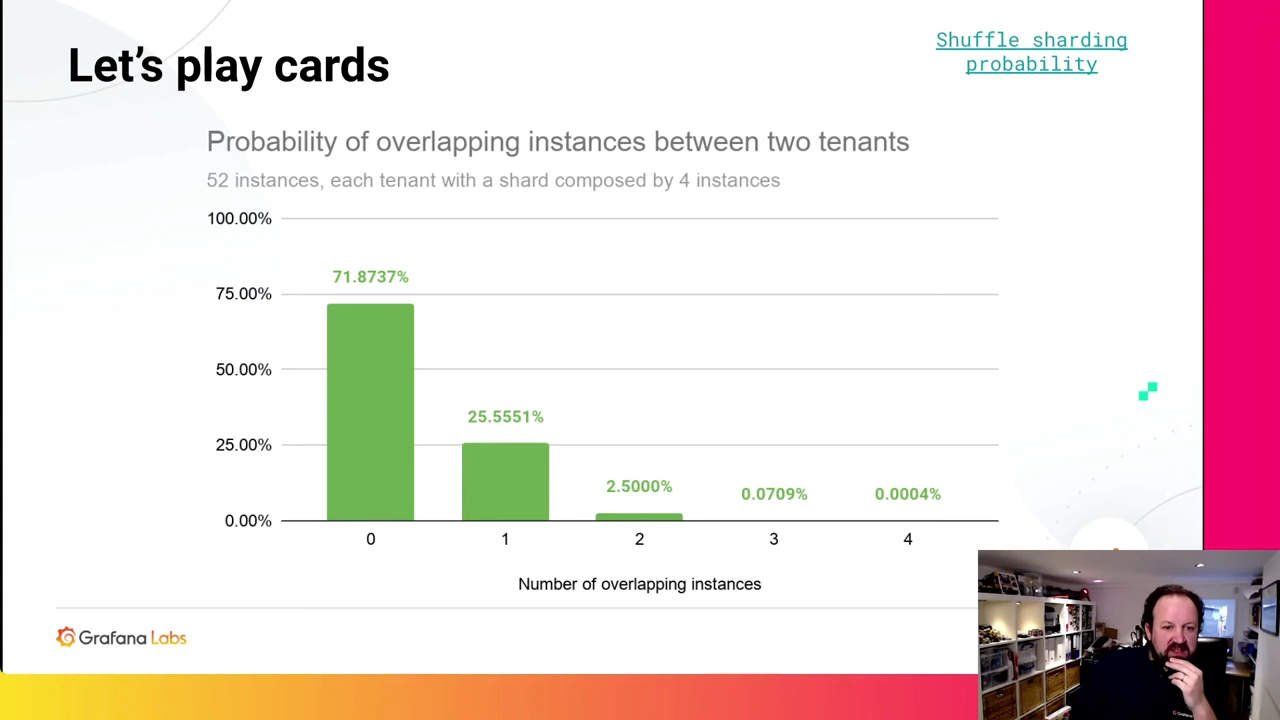 Let's play cards
Shuffle sharding
probability
Probability of overlapping instances between two tenants
52 instances, each tenant with a shard composed by 4 instances
100.00%
75.00%
50.00%
25.00%
0.00%
71.8737%
25.5551%
2.5000%
0.0709%
0.0004%
0 1 2 3 4
Number of overlapping instances
Grafana Labs